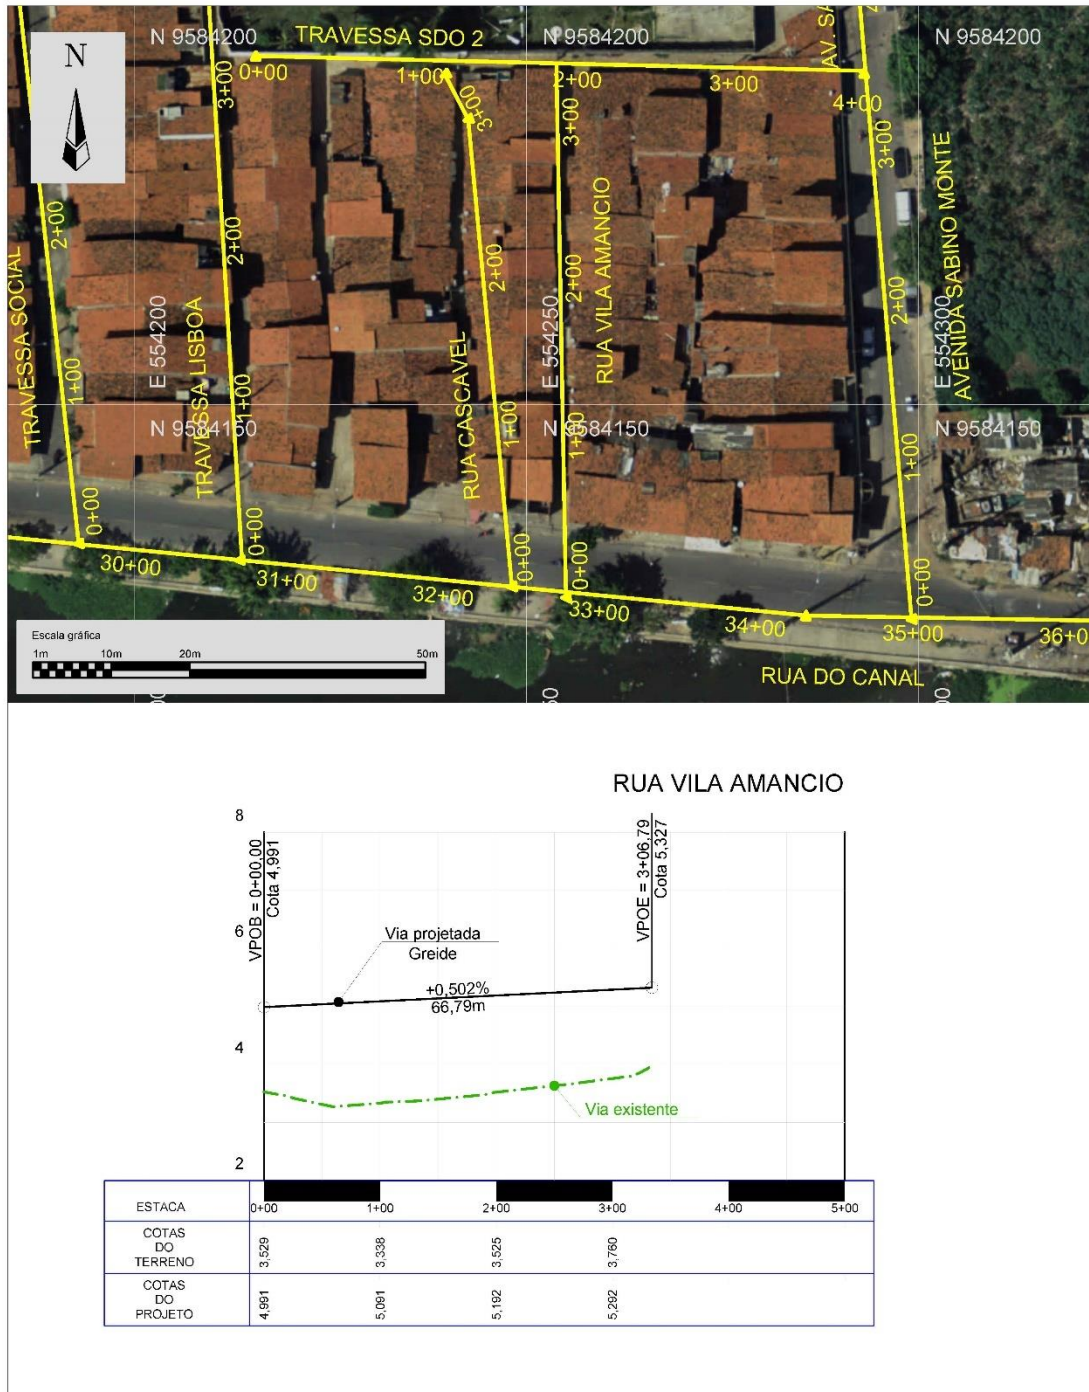 N 9584200
TRAVESSA SDO 2
N 9584200
AV. SA
N 9584200
N
0+00
1+00
2+00
3+00
4+00
3+00
3+00
3+00
3+00
2+00
2+00
2+00
2+00
2+00
TRAVESSA SOCIAL
E 554200
TRAVESSA LISBOA
RUA CASCAVEL
E 554250
RUA VILA AMANCIO
E 554300
AVENIDA SABINO MONTE
1+00
1+00
1+00
1+00
1+00
N 9584150
N 9584150
N 9584150
0+00
0+00
0+00
0+00
0+00
30+00
31+00
32+00
33+00
34+00
35+00
36+0
RUA DO CANAL
Escala gráfica
1m 10m 20m 50m
RUA VILA AMANCIO
8
6
4
2
VPOB = 0+00,00
Cota 4,991
VPOE = 3+06,79
Cota 5,327
Via projetada
Greide
+0,502%
66,79m
Via existente
ESTACA 0+00 1+00 2+00 3+00 4+00 5+00
COTAS
DO
TERRENO
3,529 3,338 3,525 3,760
COTAS
DO
PROJETO
4,991 5,091 5,192 5,292